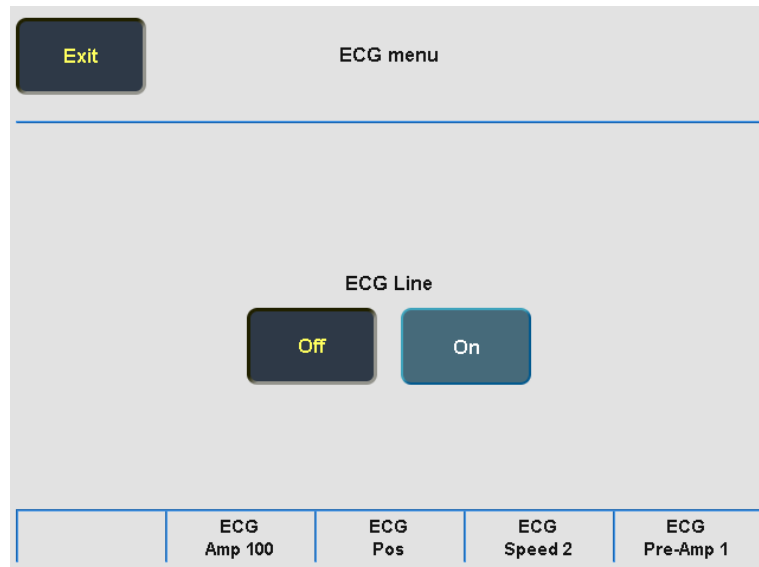 Exit
ECG menu
ECG Line
Off
On
ECG
Amp 100
ECG
Pos
ECG
Speed 2
ECG
Pre-Amp 1